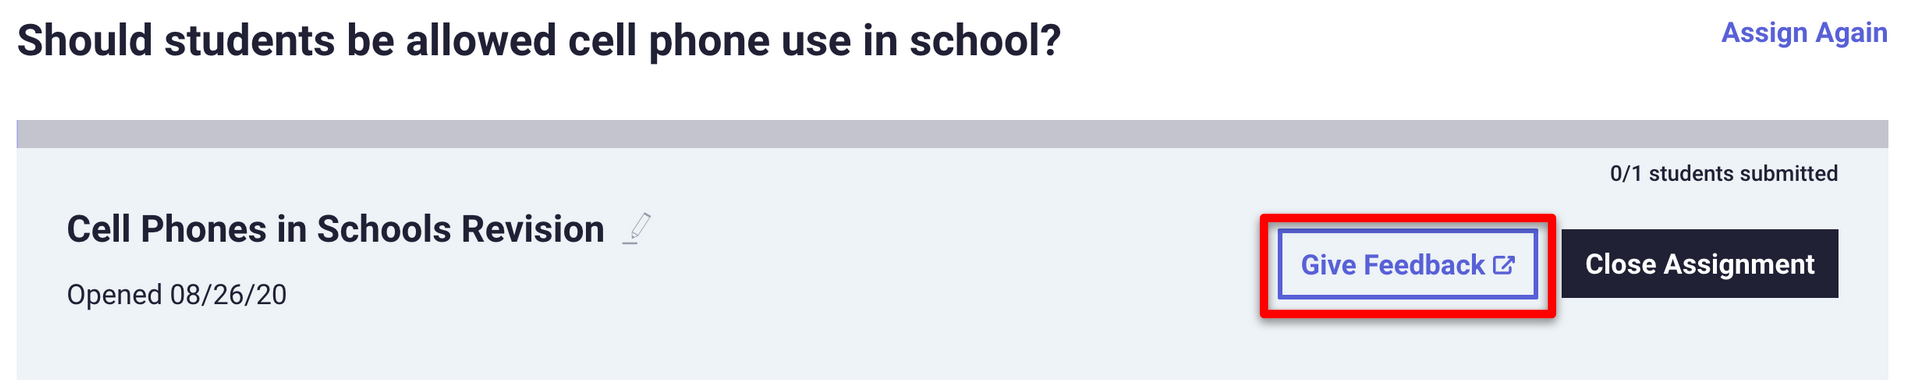 Should students be allowed cell phone use in school?
Assign Again
0/1 students submitted
Cell Phones in Schools Revision
Give Feedback
Close Assignment
Opened 08/26/20